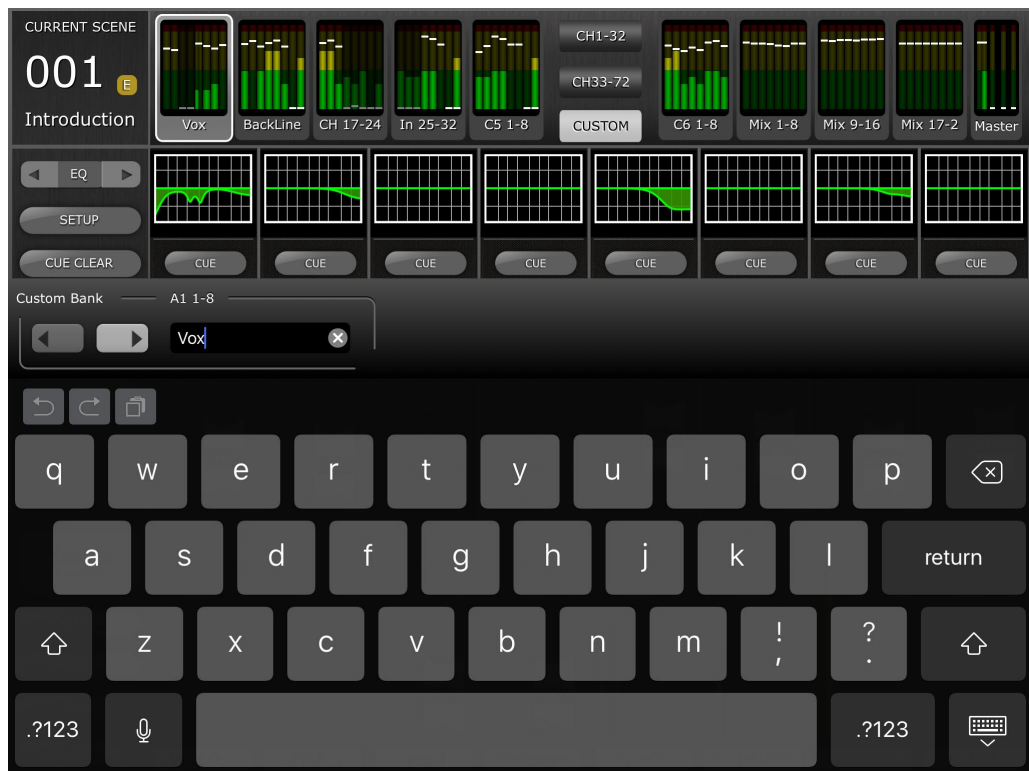 CURRENT SCENE
001 E
Introduction
Vox BackLine CH 17-24 In 25-32 C5 1-8
CH1-32
CH33-72
CUSTOM
C6 1-8 Mix 1-8 Mix 9-16 Mix 17-2 Master
EQ
SETUP
CUE CLEAR
CUE CUE CUE CUE CUE CUE CUE CUE
Custom Bank A1 1-8
Vox
q w e r t y u i o p
a s d f g h j k l return
z x c v b n m ! , ? .
.?123 .?123